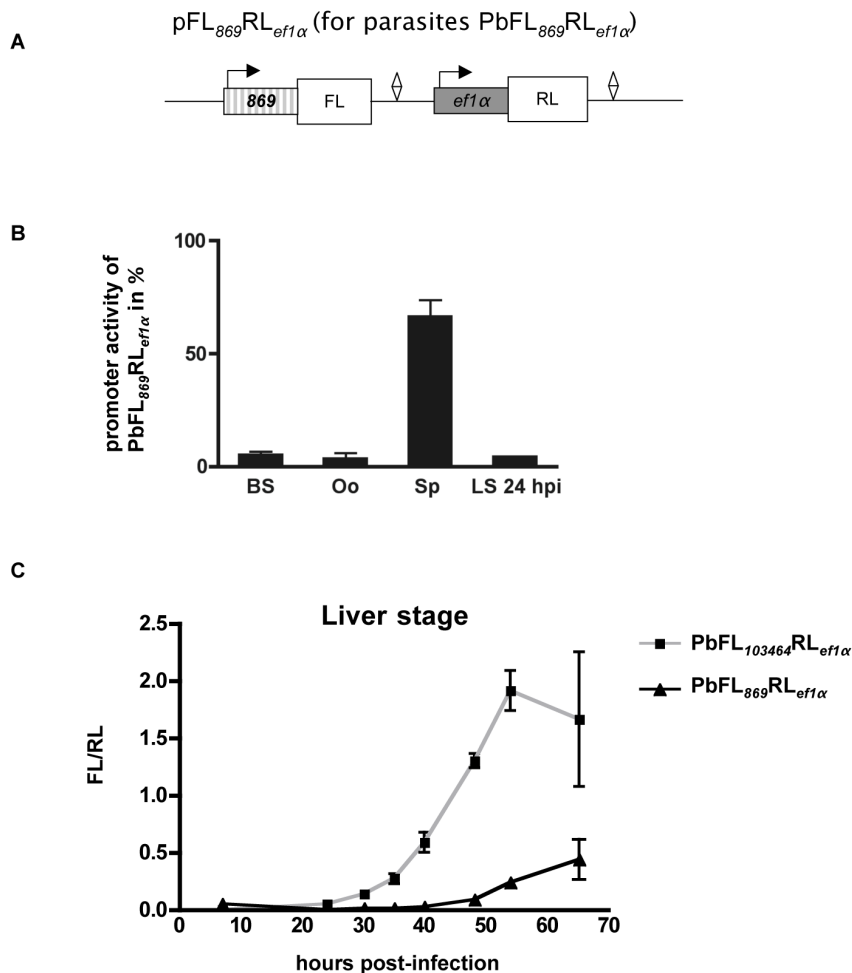 pFL869RLef1α (for parasites PbFL869RLef1α)
A
869
FL
ef1α
RL
B
promoter activity of
PbFL869RLef1α in %
100
50
0
BS
Oo
Sp
LS 24 hpi
C
Liver stage
FL/RL
2.5
2.0
1.5
1.0
0.5
0.0
0
10
20
30
40
50
60
70
hours post-infection
PbFL103464RLef1α
PbFL869RLef1α